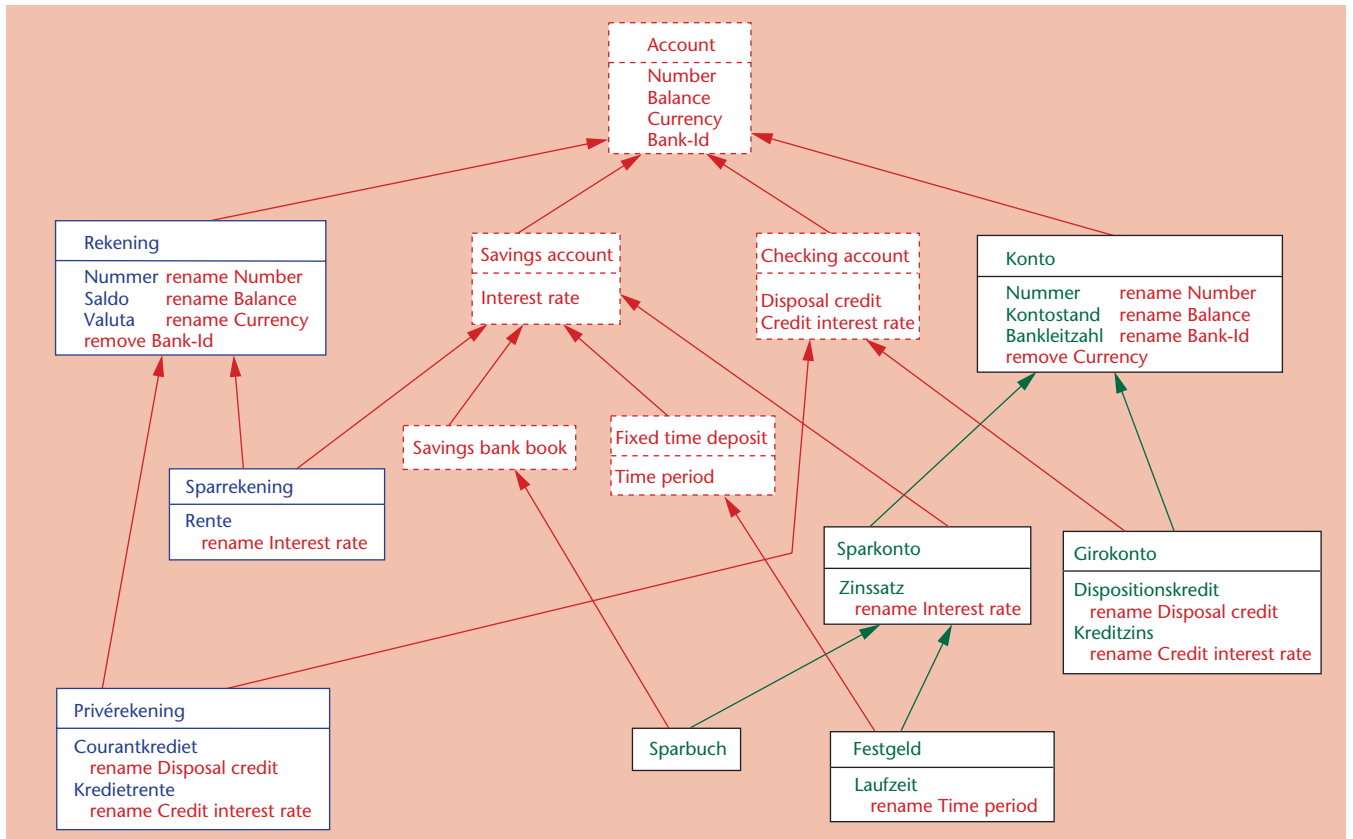 Account
Number
Balance
Currency
Bank-Id
Rekening
Nummer rename Number
Saldo rename Balance
Valuta rename Currency
remove Bank-Id
Savings account
Interest rate
Checking account
Disposal credit
Credit interest rate
Konto
Nummer rename Number
Kontostand rename Balance
Bankleitzahl rename Bank-Id
remove Currency
Savings bank book
Fixed time deposit
Time period
Sparrekening
Rente
rename Interest rate
Sparkonto
Zinssatz
rename Interest rate
Girokonto
Dispositionskredit
rename Disposal credit
Kreditzins
rename Credit interest rate
Privérekening
Courantkrediet
rename Disposal credit
Kredietrente
rename Credit interest rate
Sparbuch
Festgeld
Laufzeit
rename Time period